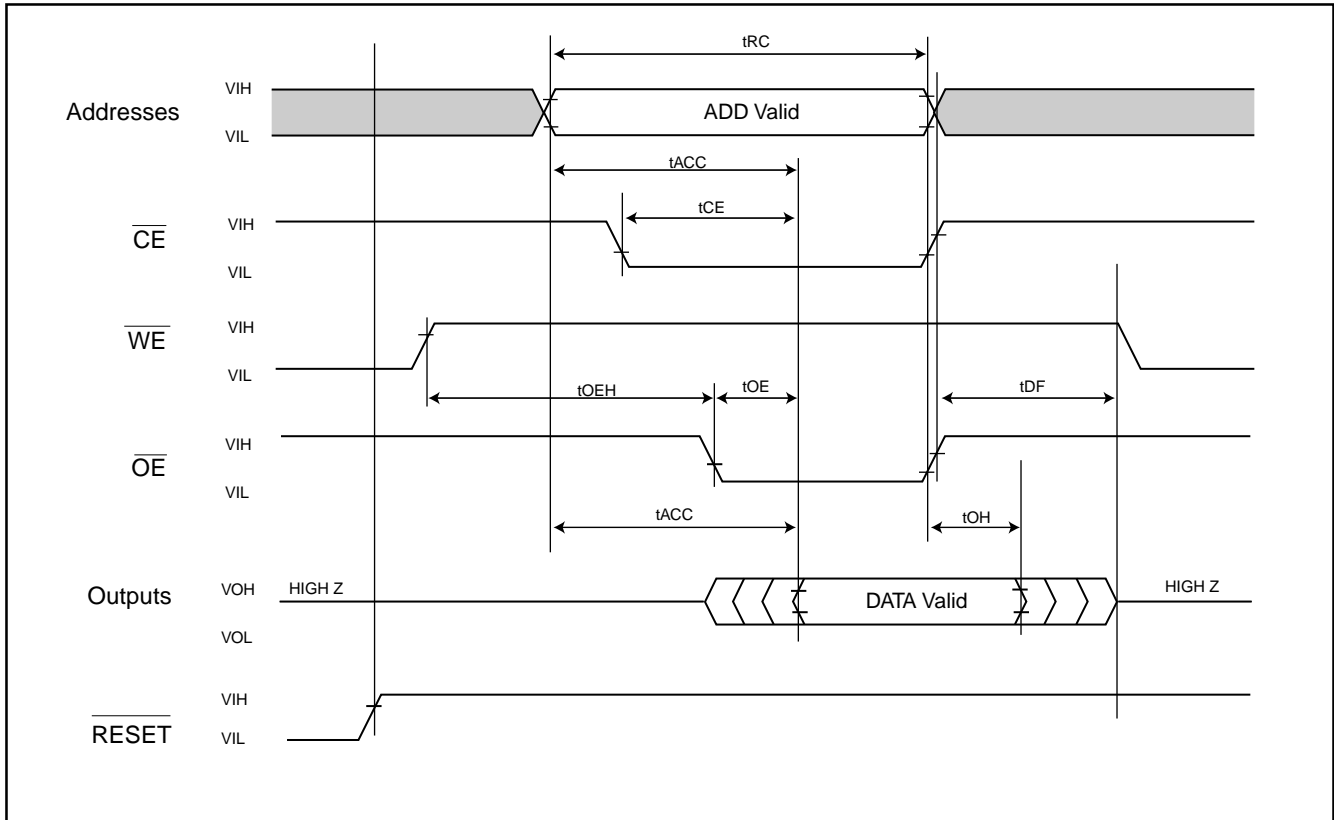 tRC
VIH
Addresses
ADD Valid
VIL
tACC
tCE
VIH
CE
VIL
VIH
WE
VIL
tOEH
tOE
tDF
VIH
OE
VIL
tACC
tOH
VOH
HIGH Z
Outputs
DATA Valid
HIGH Z
VOL
VIH
RESET
VIL